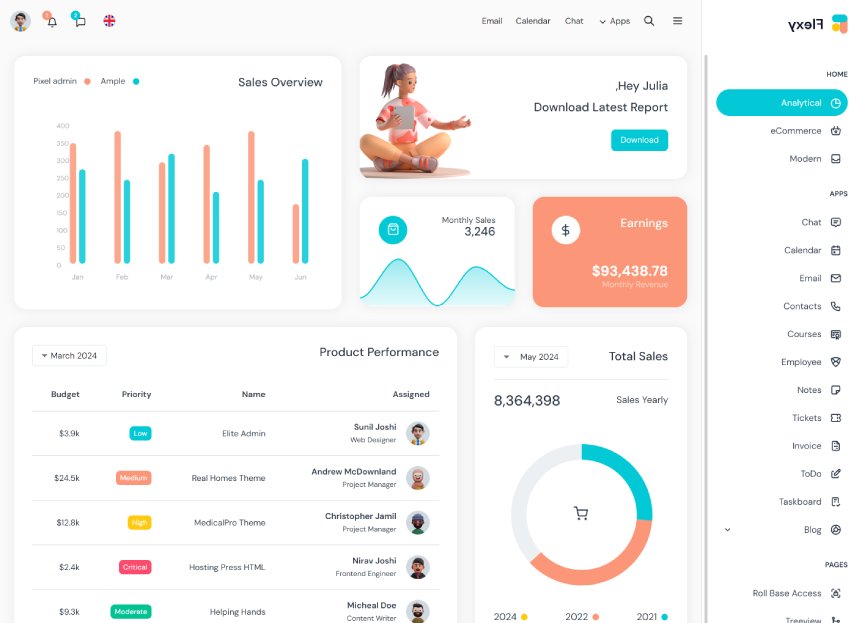 Email
Calendar
Chat
Apps
Flexy
Sales Overview
Pixel admin
Ample
400
350
300
250
200
150
100
50
0
Jan
Feb
Mar
Apr
May
Jun
,Hey Julia
Download Latest Report
Download
Monthly Sales
3,246
$
Earnings
$93,438.78
Monthly Revenue
March 2024
Product Performance
Budget Priority Name Assigned
$3.9k Low Elite Admin Sunil Joshi
Web Designer
$24.5k Medium Real Homes Theme Andrew McDownland
Project Manager
$12.8k High MedicalPro Theme Christopher Jamil
Project Manager
$2.4k Critical Hosting Press HTML Nirav Joshi
Frontend Engineer
$9.3k Moderate Helping Hands Micheal Doe
Content Writer
May 2024
Total Sales
8,364,398
Sales Yearly
2024
2022
2021
HOME
Analytical
eCommerce
Modern
APPS
Chat
Calendar
Email
Contacts
Courses
Employee
Notes
Tickets
Invoice
ToDo
Taskboard
Blog
PAGES
Roll Base Access
Treeview